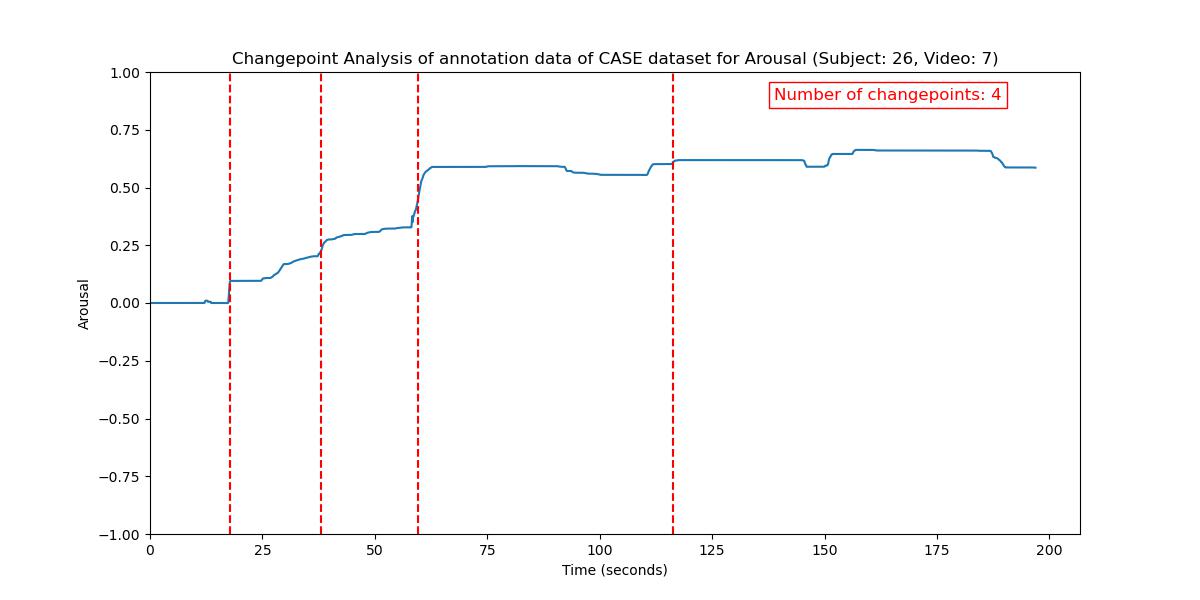 Changepoint Analysis of annotation data of CASE dataset for Arousal (Subject: 26, Video: 7)
Number of changepoints: 4
Arousal
1.00
0.75
0.50
0.25
0.00
−0.25
−0.50
−0.75
−1.00
0 25 50 75 100 125 150 175 200
Time (seconds)